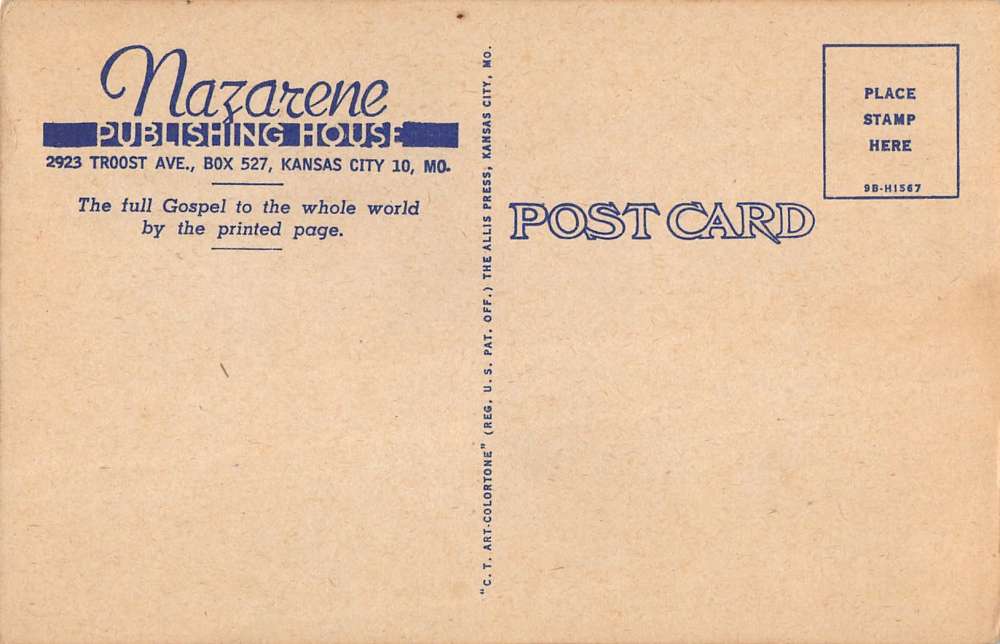 Nazarene
PUBLISHING HOUSE
2923 TROOST AVE., BOX 527, KANSAS CITY 10, MO.
The full Gospel to the whole world
by the printed page.
"C. T. ART-COLORTONE" (REG. U. S. PAT. OFF.) THE ALLIS PRESS, KANSAS CITY, MO.
POST CARD
PLACE
STAMP
HERE
9B-H1567